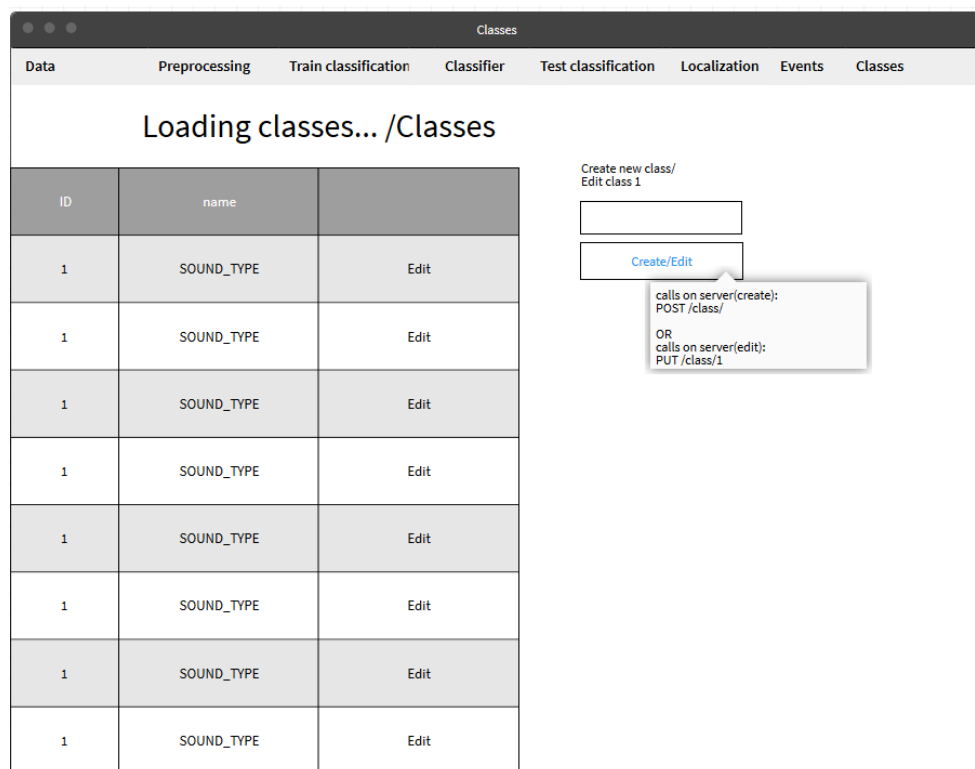 Classes
Data Preprocessing Train classification Classifier Test classification Localization Events Classes
Loading classes... /Classes
Create new class/
Edit class 1
ID name
1 SOUND_TYPE Edit
Create/Edit
calls on server(create):
POST /class/
OR
calls on server(edit):
PUT /class/1
1 SOUND_TYPE Edit
1 SOUND_TYPE Edit
1 SOUND_TYPE Edit
1 SOUND_TYPE Edit
1 SOUND_TYPE Edit
1 SOUND_TYPE Edit
1 SOUND_TYPE Edit